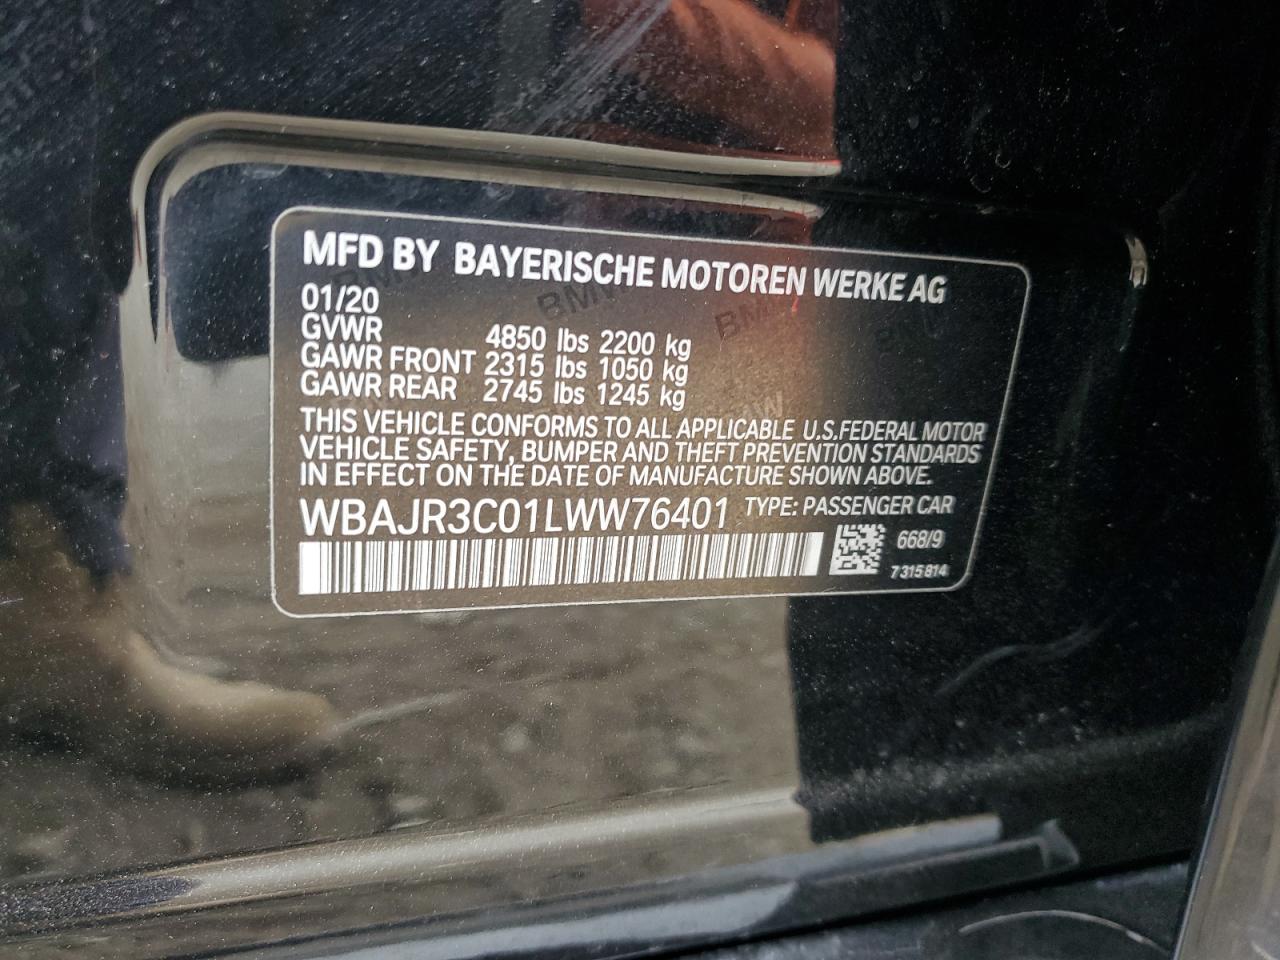 MFD BY BAYERISCHE MOTOREN WERKE AG
01/20
GVWR 4850 lbs 2200 kg
GAWR FRONT 2315 lbs 1050 kg
GAWR REAR 2745 lbs 1245 kg
THIS VEHICLE CONFORMS TO ALL APPLICABLE U.S.FEDERAL MOTOR
VEHICLE SAFETY, BUMPER AND THEFT PREVENTION STANDARDS
IN EFFECT ON THE DATE OF MANUFACTURE SHOWN ABOVE.
WBAJR3C01LWW76401 TYPE: PASSENGER CAR
668/9
7315814